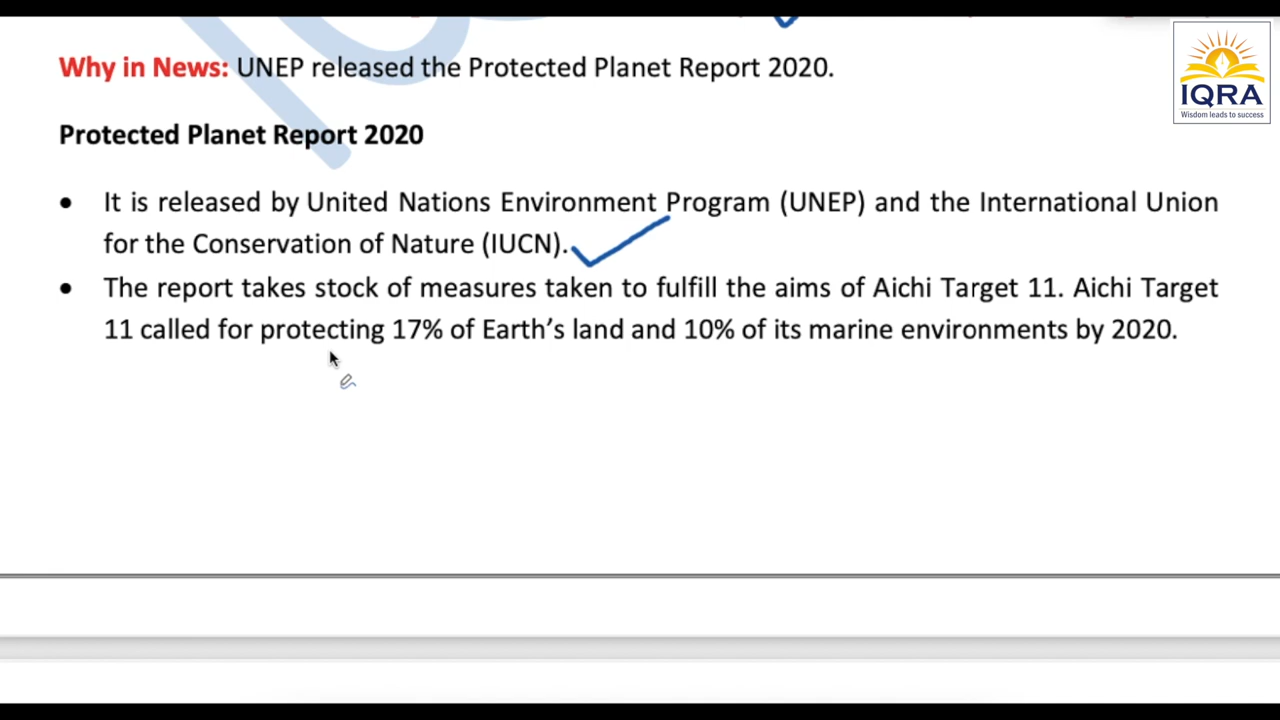 IQRA
Wisdom leads to success
Why in News: UNEP released the Protected Planet Report 2020.
Protected Planet Report 2020
• It is released by United Nations Environment Program (UNEP) and the International Union
for the Conservation of Nature (IUCN).
• The report takes stock of measures taken to fulfill the aims of Aichi Target 11. Aichi Target
11 called for protecting 17% of Earth’s land and 10% of its marine environments by 2020.